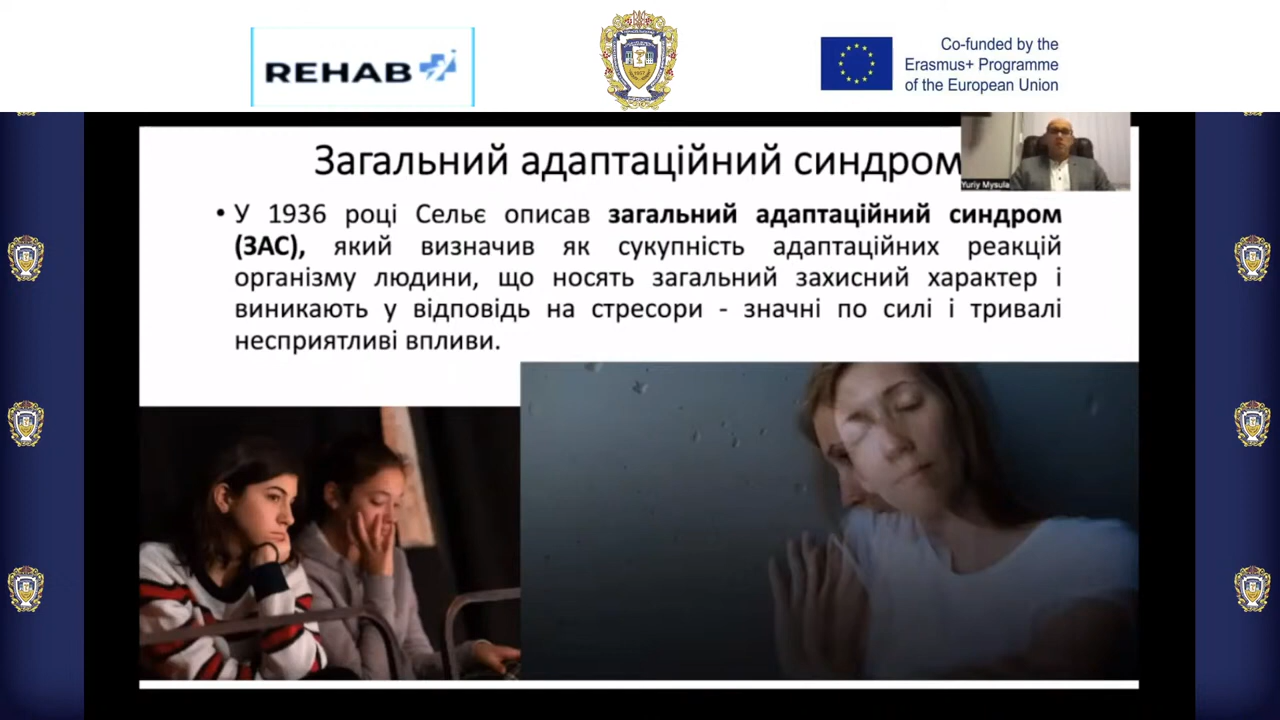 REHAB
Co-funded by the
Erasmus+ Programme
of the European Union
Загальний адаптаційний синдром
Yuriy Mysula
• У 1936 році Сельє описав загальний адаптаційний синдром
(ЗАС), який визначив як сукупність адаптаційних реакцій
організму людини, що носять загальний захисний характер і
виникають у відповідь на стресори - значні по силі і тривалі
несприятливі впливи.